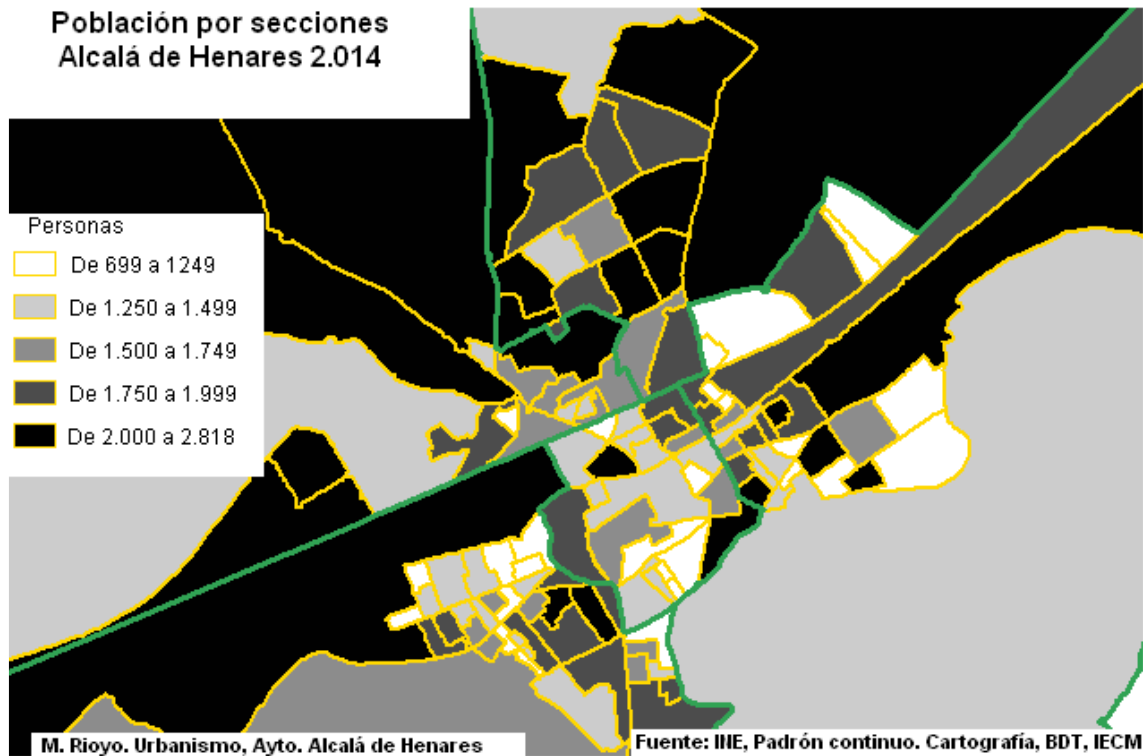 Población por secciones
Alcalá de Henares 2.014
Personas
De 699 a 1249
De 1.250 a 1.499
De 1.500 a 1.749
De 1.750 a 1.999
De 2.000 a 2.818
M. Rioyo. Urbanismo, Ayto. Alcalá de Henares
Fuente: INE, Padrón continuo. Cartografía, BDT, IECM